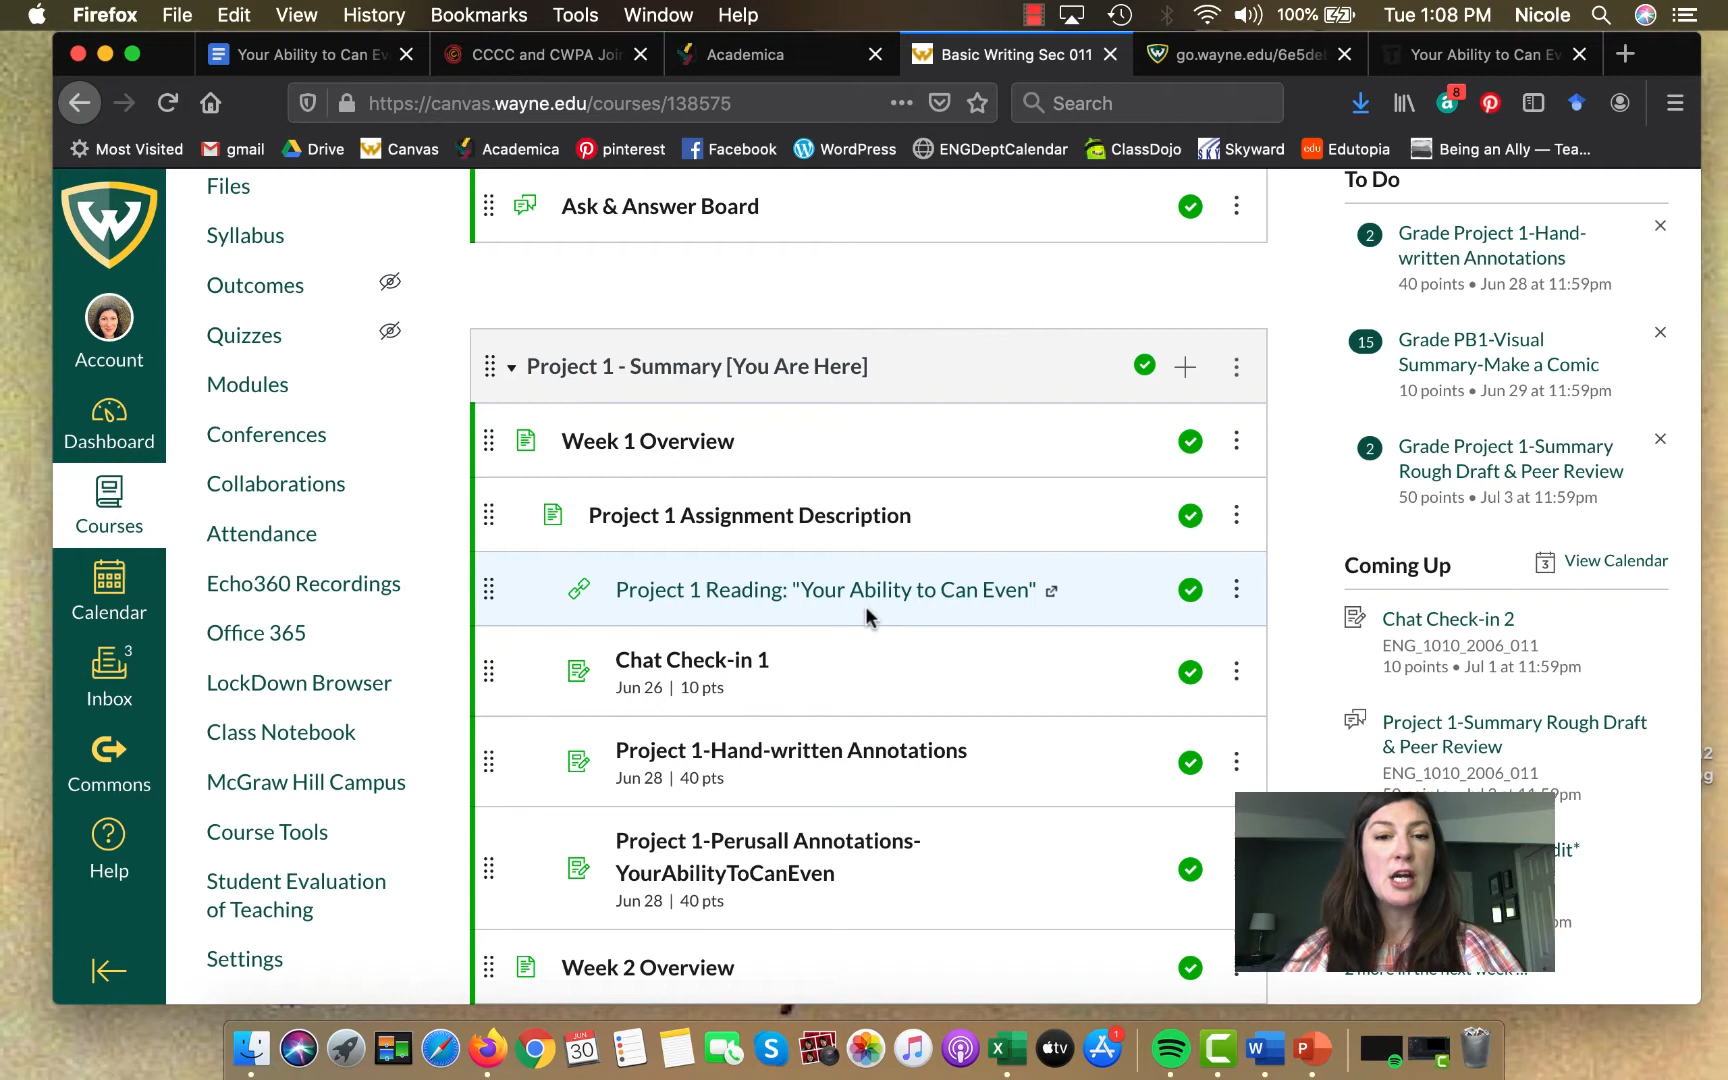 Firefox File Edit View History Bookmarks Tools Window Help 100% Tue 1:08 PM Nicole
Your Ability to Can Ev
CCCC and CWPA Join
Academica
Basic Writing Sec 011
go.wayne.edu/6e5de
Your Ability to Can Ev
https://canvas.wayne.edu/courses/138575
Search
8
Most Visited gmail Drive Canvas Academica pinterest Facebook WordPress ENGDeptCalendar ClassDojo Skyward Edutopia Being an Ally — Tea...
Account
Dashboard
Courses
Calendar
3
Inbox
Commons
Help
Files
Syllabus
Outcomes
Quizzes
Modules
Conferences
Collaborations
Attendance
Echo360 Recordings
Office 365
LockDown Browser
Class Notebook
McGraw Hill Campus
Course Tools
Student Evaluation
of Teaching
Settings
Ask & Answer Board
Project 1 - Summary [You Are Here]
Week 1 Overview
Project 1 Assignment Description
Project 1 Reading: "Your Ability to Can Even"
Chat Check-in 1
Jun 26 | 10 pts
Project 1-Hand-written Annotations
Jun 28 | 40 pts
Project 1-Perusall Annotations-
YourAbilityToCanEven
Jun 28 | 40 pts
Week 2 Overview
To Do
2
Grade Project 1-Hand-
written Annotations
40 points • Jun 28 at 11:59pm
15
Grade PB1-Visual
Summary-Make a Comic
10 points • Jun 29 at 11:59pm
2
Grade Project 1-Summary
Rough Draft & Peer Review
50 points • Jul 3 at 11:59pm
Coming Up
3 View Calendar
Chat Check-in 2
ENG_1010_2006_011
10 points • Jul 1 at 11:59pm
Project 1-Summary Rough Draft
& Peer Review
ENG_1010_2006_011
JUN
30
tv
1